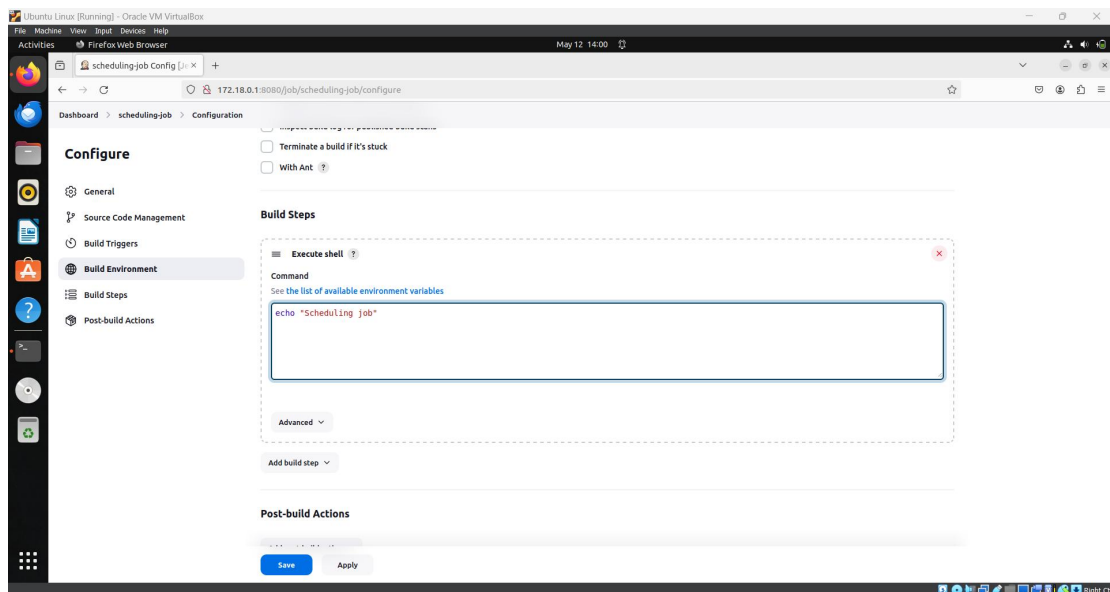 Ubuntu Linux [Running] - Oracle VM VirtualBox
File Machine View Input Devices Help
Activities Firefox Web Browser May 12 14:00
scheduling-job Config [Je
172.18.0.1:8080/job/scheduling-job/configure
Dashboard > scheduling-job > Configuration
Configure
General
Source Code Management
Build Triggers
Build Environment
Build Steps
Post-build Actions
Terminate a build if it's stuck
With Ant ?
Build Steps
Execute shell ?
Command
See the list of available environment variables
echo "Scheduling job"
Advanced
Add build step
Post-build Actions
Save Apply
Right